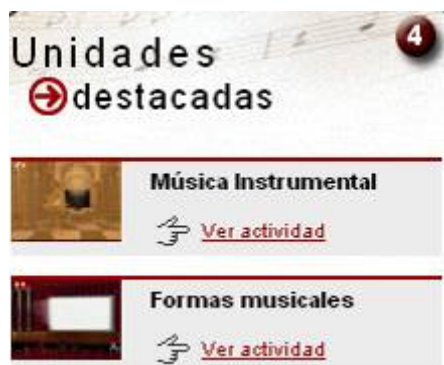 Unidades
4
destacadas
Música Instrumental
Ver actividad
Formas musicales
Ver actividad